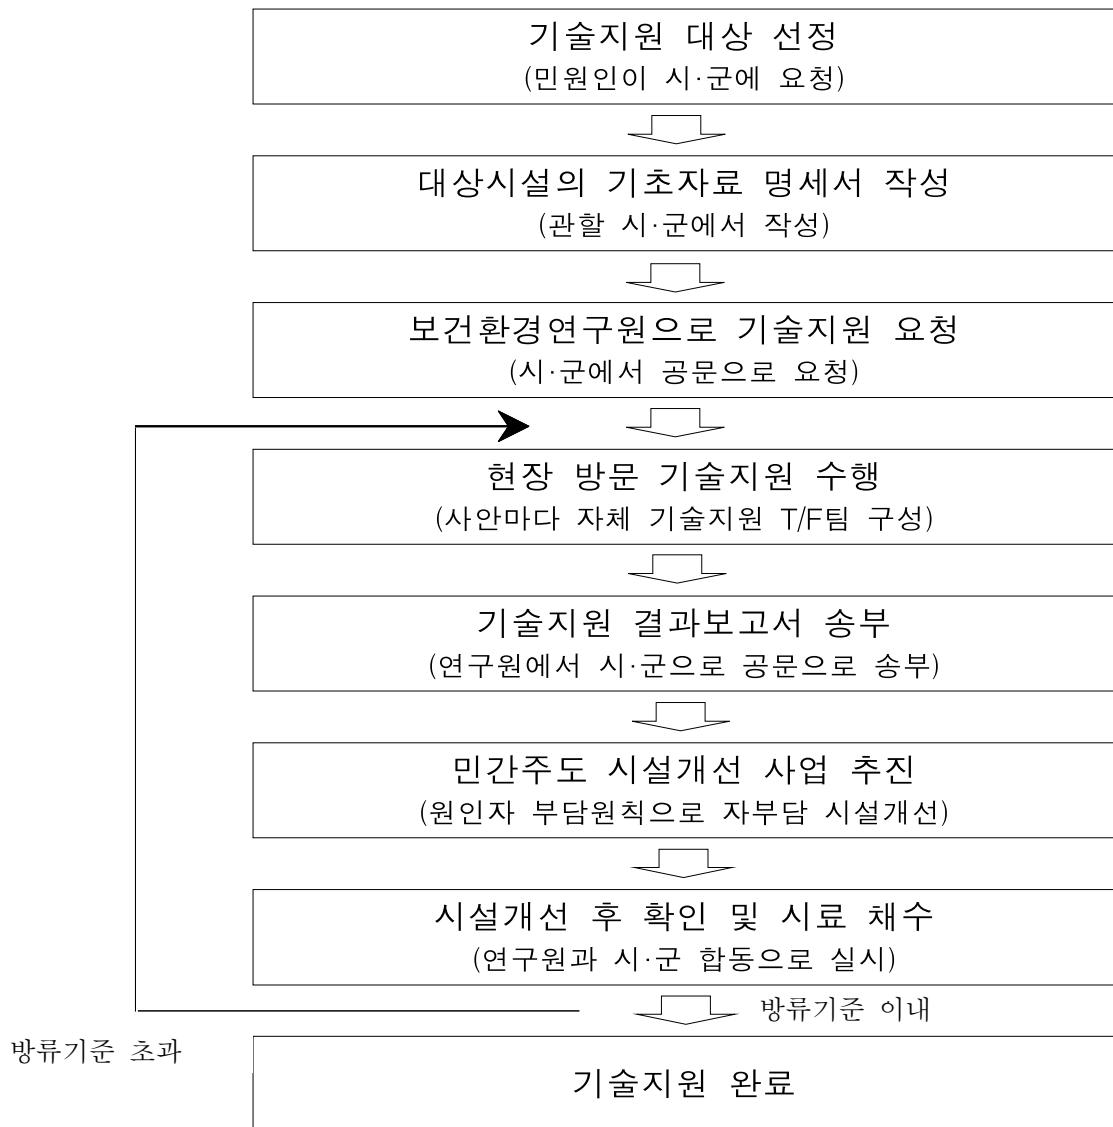 기술지원 대상 선정
(민원인이 시·군에 요청)
대상시설의 기초자료 명세서 작성
(관할 시·군에서 작성)
보건환경연구원으로 기술지원 요청
(시·군에서 공문으로 요청)
현장 방문 기술지원 수행
(사안마다 자체 기술지원 T/F팀 구성)
기술지원 결과보고서 송부
(연구원에서 시·군으로 공문으로 송부)
민간주도 시설개선 사업 추진
(원인자 부담원칙으로 자부담 시설개선)
시설개선 후 확인 및 시료 채수
(연구원과 시·군 합동으로 실시)
방류기준 이내
방류기준 초과
기술지원 완료